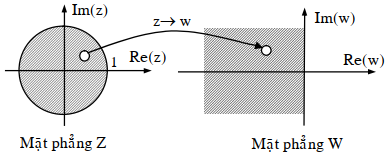 Im(z)
z→ w
Im(w)
Re(z)
1
Re(w)
Mặt phẳng Z
Mặt phẳng W